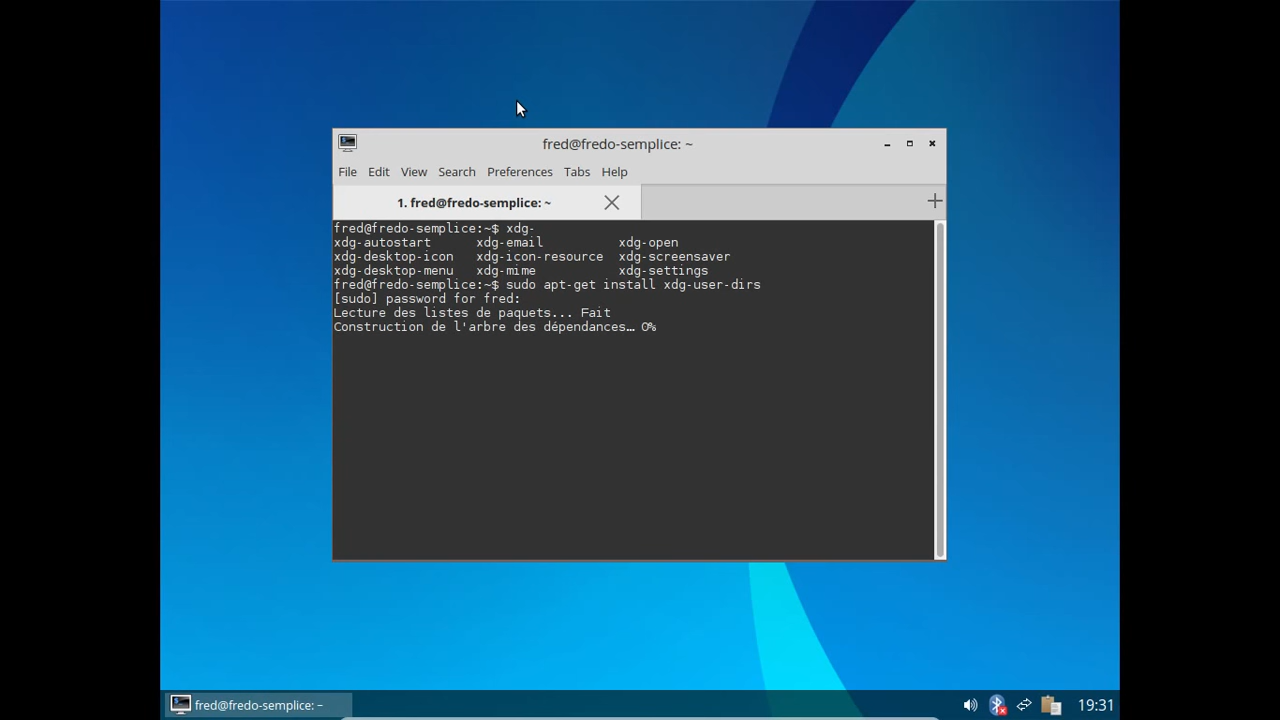 fred@fredo-semplice: ~
File Edit View Search Preferences Tabs Help
1. fred@fredo-semplice: ~
fred@fredo-semplice:~$ xdg-
xdg-autostart xdg-email xdg-open
xdg-desktop-icon xdg-icon-resource xdg-screensaver
xdg-desktop-menu xdg-mime xdg-settings
fred@fredo-semplice:~$ sudo apt-get install xdg-user-dirs
[sudo] password for fred:
Lecture des listes de paquets... Fait
Construction de l'arbre des dépendances… 0%
fred@fredo-semplice: ~
19:31